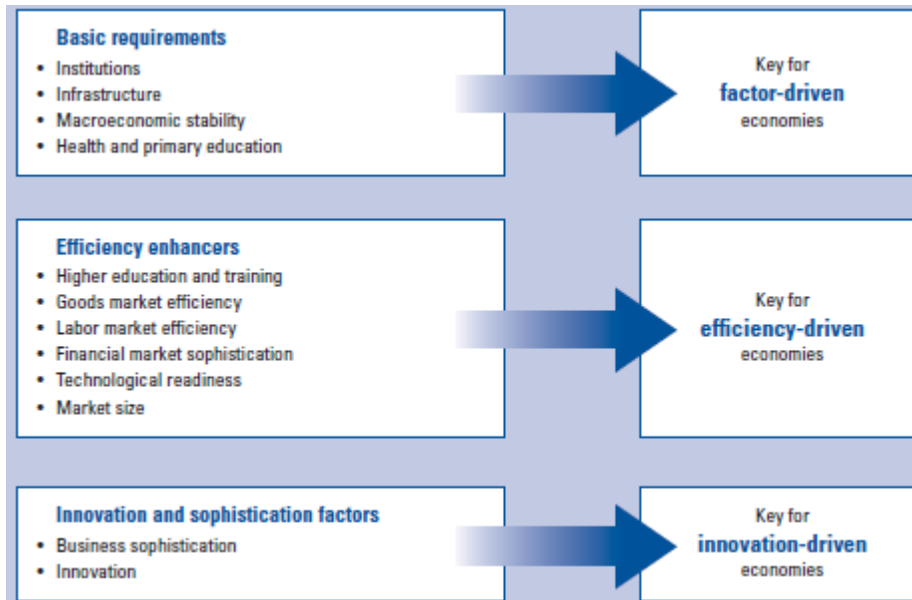 Basic requirements
• Institutions
• Infrastructure
• Macroeconomic stability
• Health and primary education
Key for
factor-driven
economies
Efficiency enhancers
• Higher education and training
• Goods market efficiency
• Labor market efficiency
• Financial market sophistication
• Technological readiness
• Market size
Key for
efficiency-driven
economies
Innovation and sophistication factors
• Business sophistication
• Innovation
Key for
innovation-driven
economies